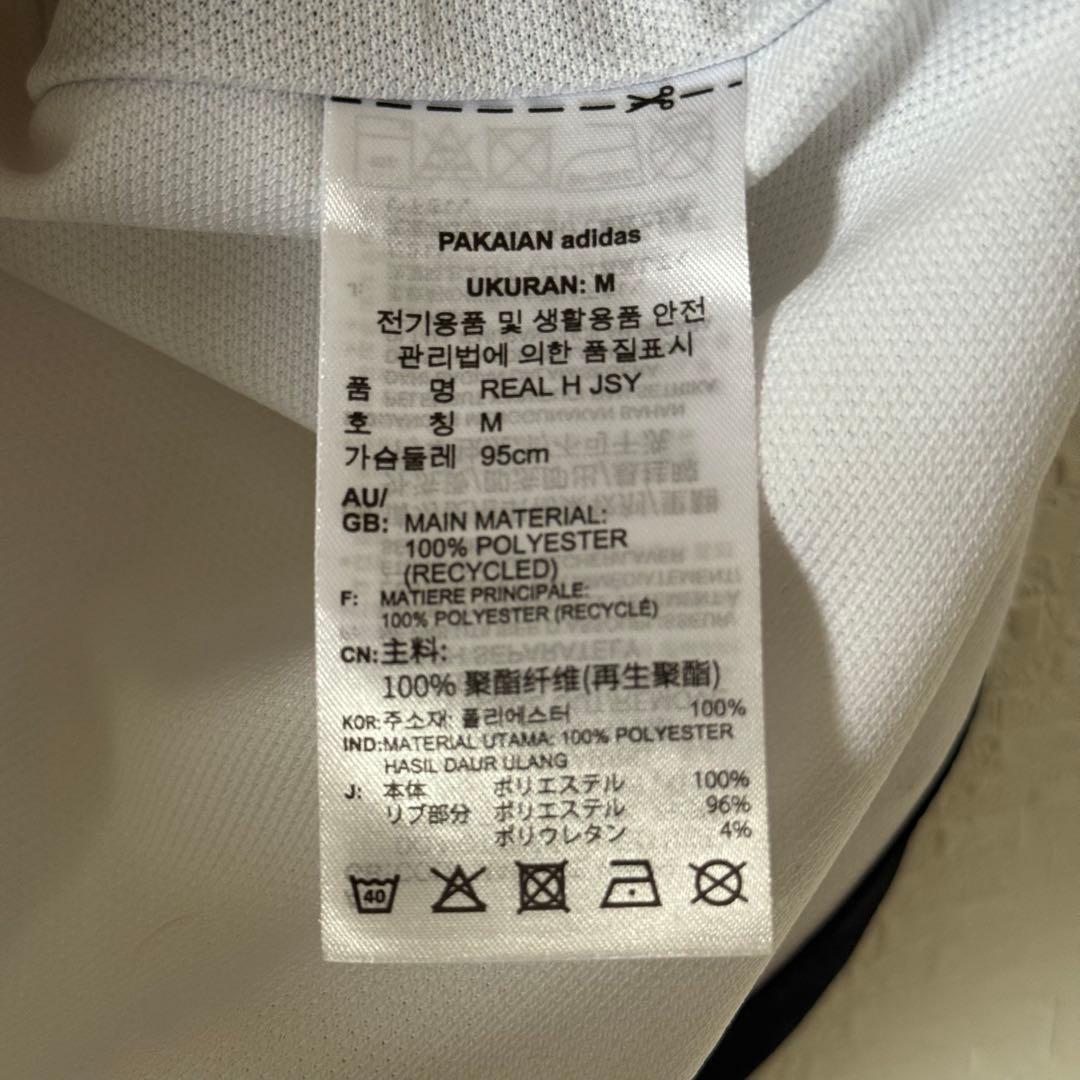 PAKAIAN adidas
UKURAN: M
전기용품 및 생활용품 안전
관리법에 의한 품질표시
품 명 REAL H JSY
호 칭 M
가슴둘레 95cm
AU/
GB: MAIN MATERIAL:
100% POLYESTER
(RECYCLED)
F: MATIERE PRINCIPALE:
100% POLYESTER (RECYCLÉ)
CN: 主料:
100% 聚酯纤维(再生聚酯)
KOR: 주소재: 폴리에스터 100%
IND: MATERIAL UTAMA: 100% POLYESTER
HASIL DAUR ULANG
J: 本体 ポリエステル 100%
リブ部分 ポリエステル 96%
ポリウレタン 4%
40